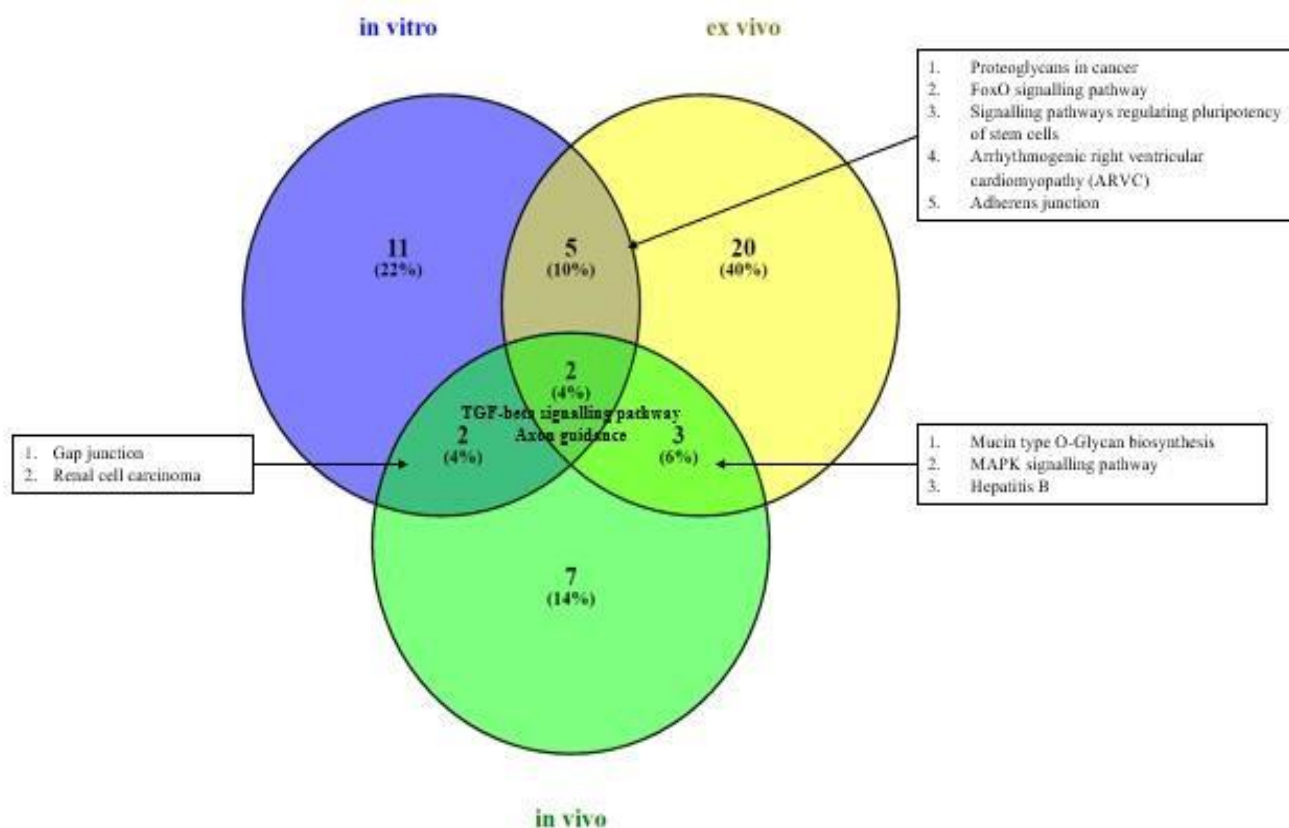 in vitro
ex vivo
1. Proteoglycans in cancer
2. FoxO signalling pathway
3. Signalling pathways regulating pluripotency
of stem cells
4. Arrhythmogenic right ventricular
cardiomyopathy (ARVC)
5. Adherens junction
11
(22%)
5
(10%)
20
(40%)
2
(4%)
TGF-beta signalling pathway
Axon guidance
2
(4%)
3
(6%)
1. Gap junction
2. Renal cell carcinoma
1. Mucin type O-Glycan biosynthesis
2. MAPK signalling pathway
3. Hepatitis B
7
(14%)
in vivo